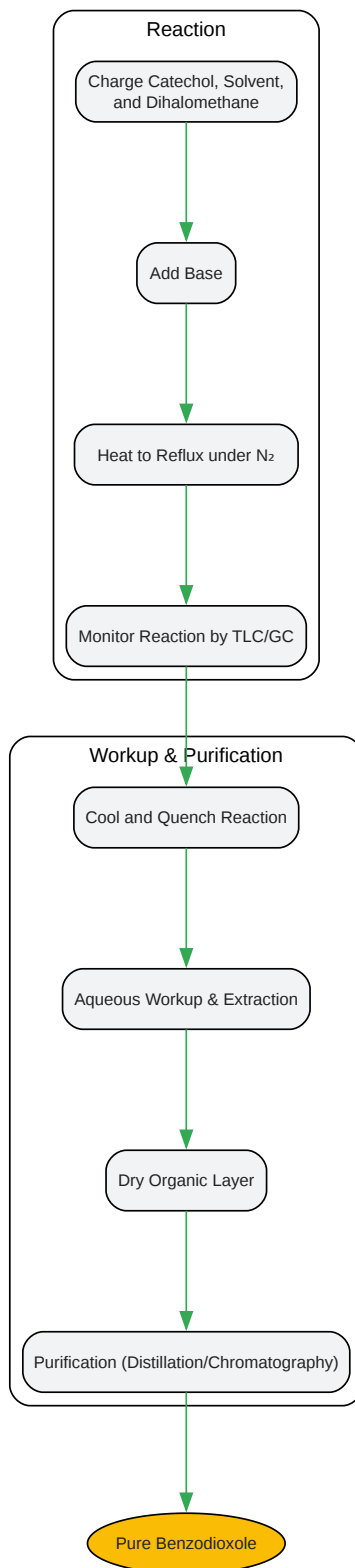 Reaction
Charge Catechol, Solvent,
and Dihalomethane
Add Base
Heat to Reflux under N₂
Monitor Reaction by TLC/GC
Workup & Purification
Cool and Quench Reaction
Aqueous Workup & Extraction
Dry Organic Layer
Purification (Distillation/Chromatography)
Pure Benzodioxole